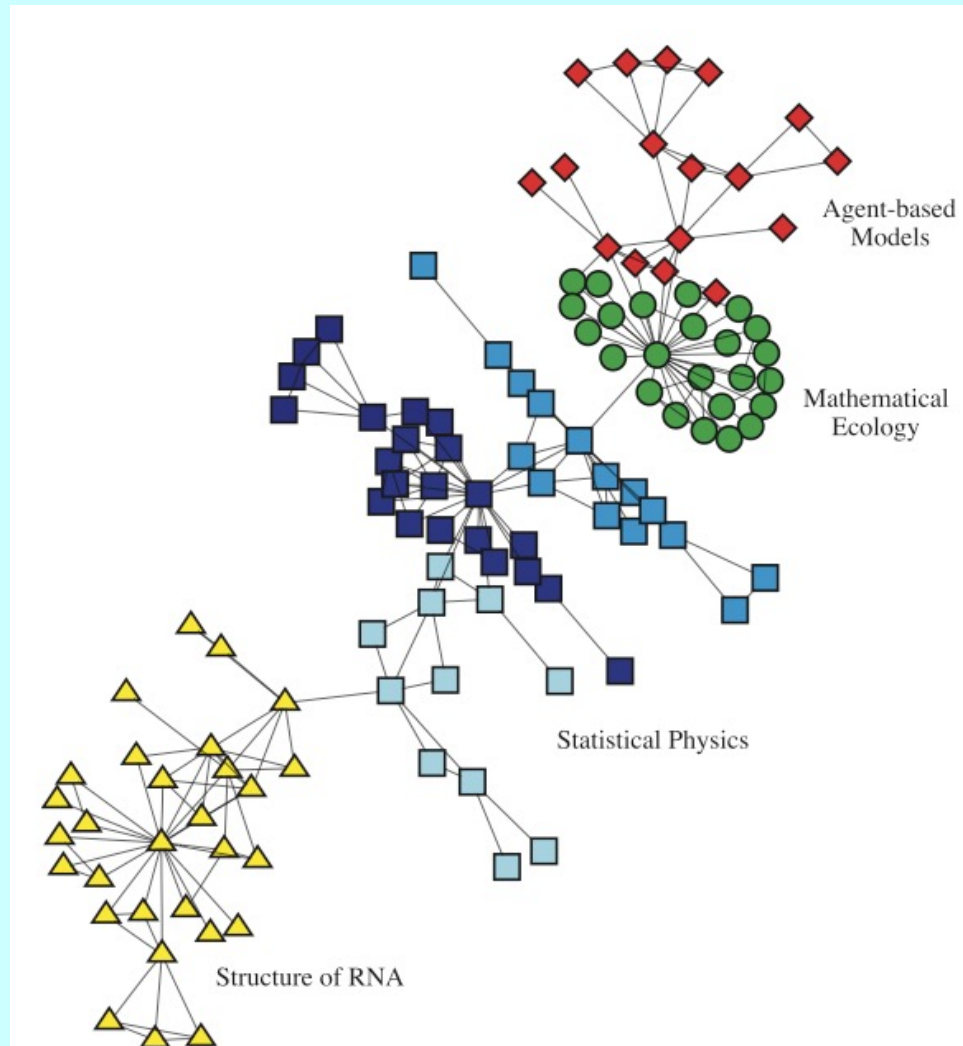 Agent-based
Models
Mathematical
Ecology
Statistical Physics
Structure of RNA